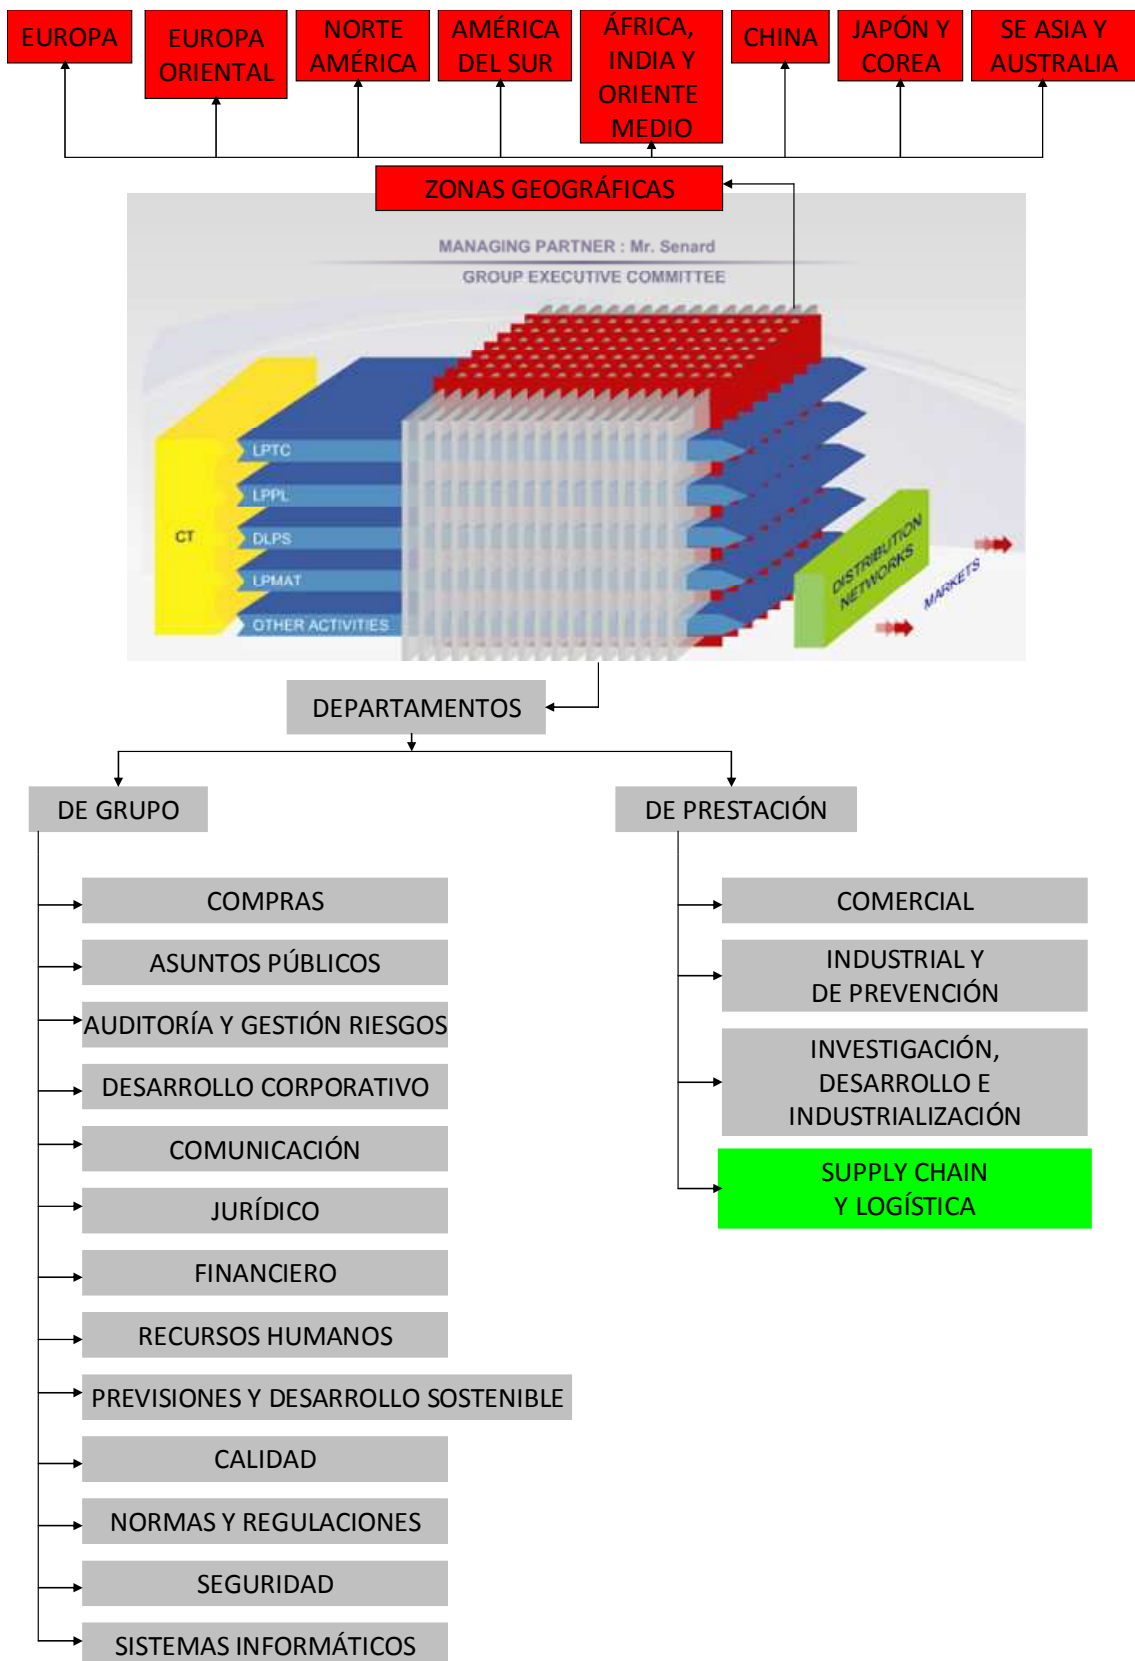 EUROPA
EUROPA
ORIENTAL
NORTE
AMÉRICA
AMÉRICA
DEL SUR
ÁFRICA,
INDIA Y
ORIENTE
MEDIO
CHINA
JAPÓN Y
COREA
SE ASIA Y
AUSTRALIA
ZONAS GEOGRÁFICAS
MANAGING PARTNER : Mr. Senard
GROUP EXECUTIVE COMMITTEE
CT
LPTC
LPPL
DLPS
LPMAT
OTHER ACTIVITIES
DISTRIBUTION
NETWORKS
MARKETS
DEPARTAMENTOS
DE GRUPO
COMPRAS
ASUNTOS PÚBLICOS
AUDITORÍA Y GESTIÓN RIESGOS
DESARROLLO CORPORATIVO
COMUNICACIÓN
JURÍDICO
FINANCIERO
RECURSOS HUMANOS
PREVISIONES Y DESARROLLO SOSTENIBLE
CALIDAD
NORMAS Y REGULACIONES
SEGURIDAD
SISTEMAS INFORMÁTICOS
DE PRESTACIÓN
COMERCIAL
INDUSTRIAL Y
DE PREVENCIÓN
INVESTIGACIÓN,
DESARROLLO E
INDUSTRIALIZACIÓN
SUPPLY CHAIN
Y LOGÍSTICA